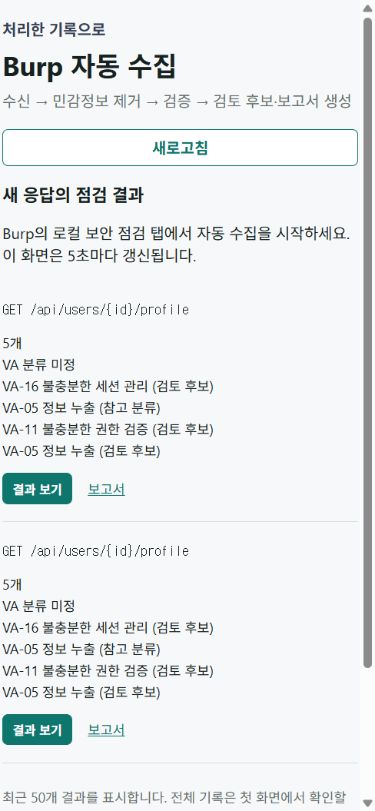 처리한 기록으로
Burp 자동 수집
수신 → 민감정보 제거 → 검증 → 검토 후보·보고서 생성
새로고침
새 응답의 점검 결과
Burp의 로컬 보안 점검 탭에서 자동 수집을 시작하세요.
이 화면은 5초마다 갱신됩니다.
GET /api/users/{id}/profile
5개
VA 분류 미정
VA-16 불충분한 세션 관리 (검토 후보)
VA-05 정보 누출 (참고 분류)
VA-11 불충분한 권한 검증 (검토 후보)
VA-05 정보 누출 (검토 후보)
결과 보기 보고서
GET /api/users/{id}/profile
5개
VA 분류 미정
VA-16 불충분한 세션 관리 (검토 후보)
VA-05 정보 누출 (참고 분류)
VA-11 불충분한 권한 검증 (검토 후보)
VA-05 정보 누출 (검토 후보)
결과 보기 보고서
최근 50개 결과를 표시합니다. 전체 기록은 첫 화면에서 확인할